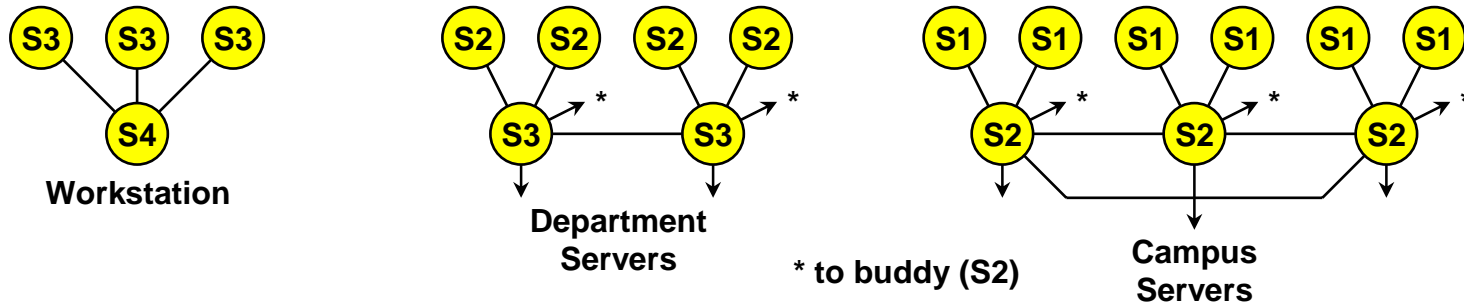 S3 S3 S3
S4
Workstation
S2 S2 S2 S2
* *
S3 S3
Department
Servers
* to buddy (S2)
S1 S1 S1 S1 S1 S1
* * *
S2 S2 S2
Campus
Servers